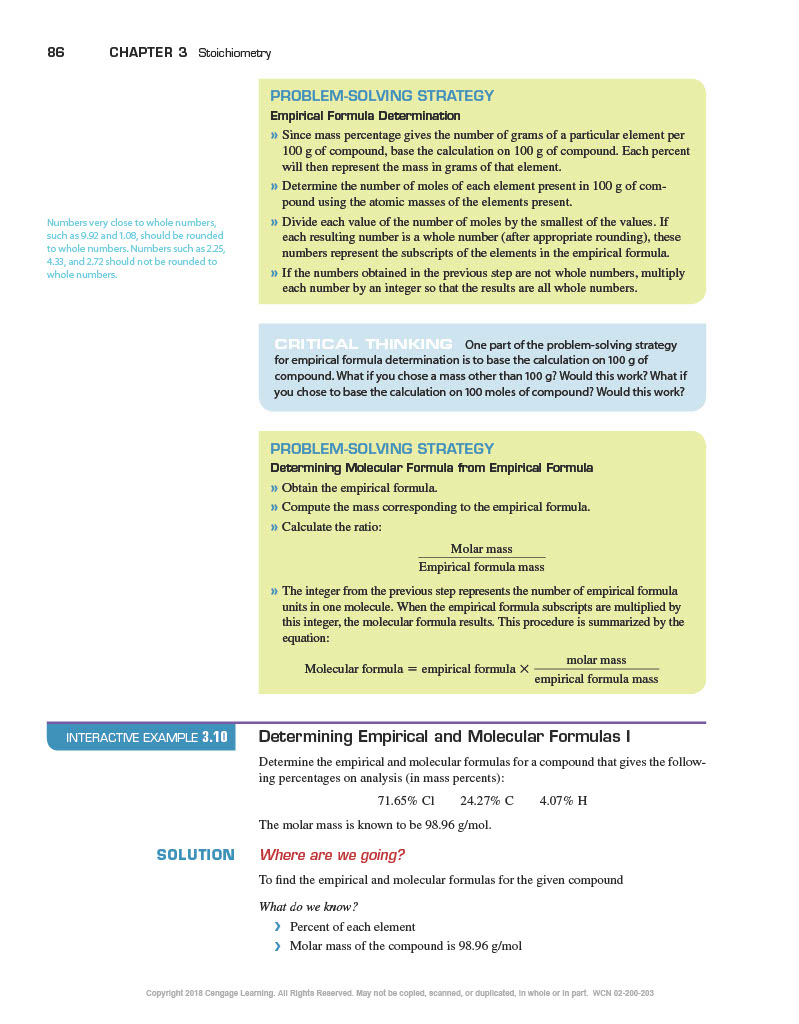 86 CHAPTER 3 Stoichiometry
PROBLEM-SOLVING STRATEGY
Empirical Formula Determination
» Since mass percentage gives the number of grams of a particular element per
100 g of compound, base the calculation on 100 g of compound. Each percent
will then represent the mass in grams of that element.
» Determine the number of moles of each element present in 100 g of com-
pound using the atomic masses of the elements present.
» Divide each value of the number of moles by the smallest of the values. If
each resulting number is a whole number (after appropriate rounding), these
numbers represent the subscripts of the elements in the empirical formula.
» If the numbers obtained in the previous step are not whole numbers, multiply
each number by an integer so that the results are all whole numbers.
Numbers very close to whole numbers,
such as 9.92 and 1.08, should be rounded
to whole numbers. Numbers such as 2.25,
4.33, and 2.72 should not be rounded to
whole numbers.
CRITICAL THINKING One part of the problem-solving strategy
for empirical formula determination is to base the calculation on 100 g of
compound. What if you chose a mass other than 100 g? Would this work? What if
you chose to base the calculation on 100 moles of compound? Would this work?
PROBLEM-SOLVING STRATEGY
Determining Molecular Formula from Empirical Formula
» Obtain the empirical formula.
» Compute the mass corresponding to the empirical formula.
» Calculate the ratio:
Molar mass
Empirical formula mass
» The integer from the previous step represents the number of empirical formula
units in one molecule. When the empirical formula subscripts are multiplied by
this integer, the molecular formula results. This procedure is summarized by the
equation:
Molecular formula = empirical formula × molar mass
empirical formula mass
INTERACTIVE EXAMPLE 3.10 Determining Empirical and Molecular Formulas I
Determine the empirical and molecular formulas for a compound that gives the follow-
ing percentages on analysis (in mass percents):
71.65% Cl 24.27% C 4.07% H
The molar mass is known to be 98.96 g/mol.
SOLUTION Where are we going?
To find the empirical and molecular formulas for the given compound
What do we know?
› Percent of each element
› Molar mass of the compound is 98.96 g/mol
Copyright 2018 Cengage Learning. All Rights Reserved. May not be copied, scanned, or duplicated, in whole or in part. WCN 02-200-203